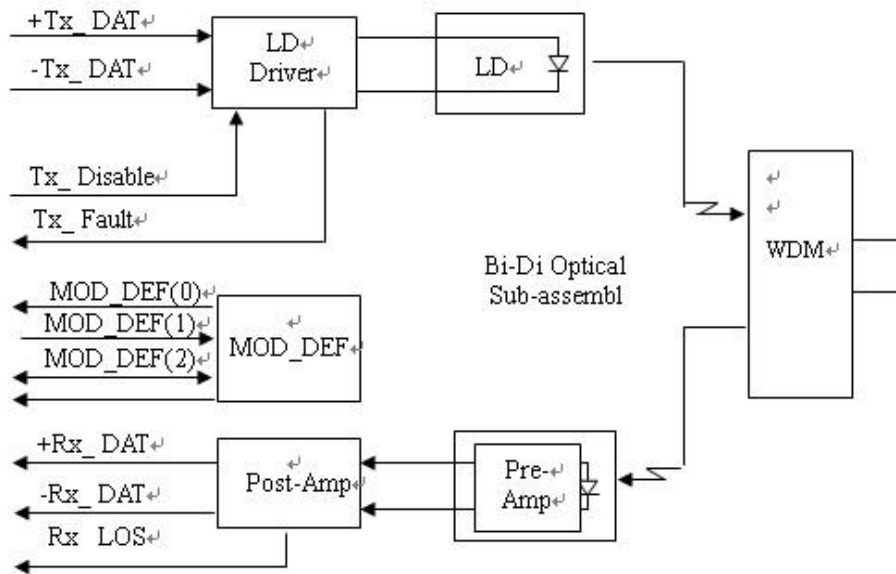 +Tx_ DAT↵
-Tx_ DAT↵
LD↵
Driver↵
LD↵
Tx_ Disable↵
Tx_ Fault↵
↵
↵
WDM↵
Bi-Di Optical
Sub-assembl
MOD_DEF(0)↵
MOD_DEF(1)↵
MOD_DEF(2)↵
↵
MOD_DEF↵
+Rx_ DAT↵
-Rx_ DAT↵
Rx LOS↵
↵
Post-Amp↵
Pre-↵
Amp↵